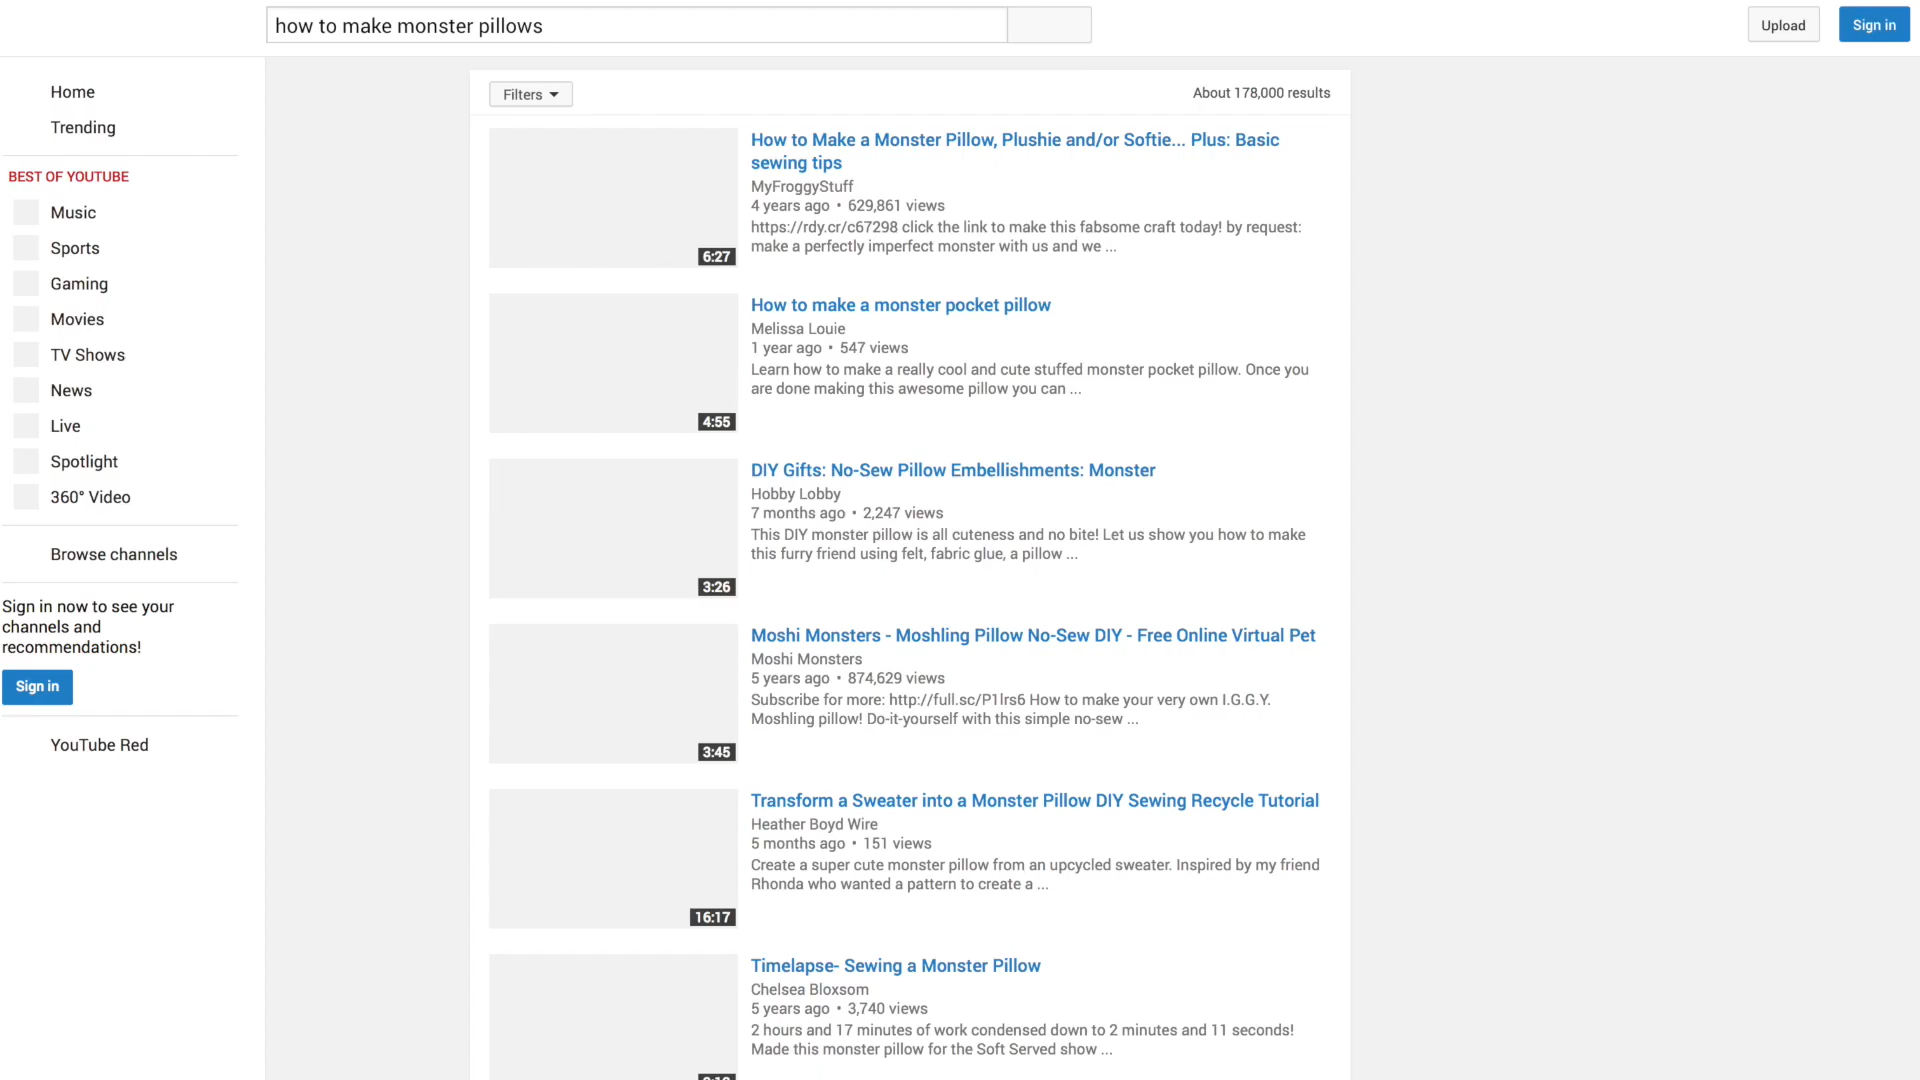 how to make monster pillows
Upload
Sign in
Home
Trending
BEST OF YOUTUBE
Music
Sports
Gaming
Movies
TV Shows
News
Live
Spotlight
360° Video
Browse channels
Sign in now to see your
channels and
recommendations!
Sign in
YouTube Red
Filters
About 178,000 results
6:27
How to Make a Monster Pillow, Plushie and/or Softie... Plus: Basic
sewing tips
MyFroggyStuff
4 years ago • 629,861 views
https://rdy.cr/c67298 click the link to make this fabsome craft today! by request:
make a perfectly imperfect monster with us and we ...
4:55
How to make a monster pocket pillow
Melissa Louie
1 year ago • 547 views
Learn how to make a really cool and cute stuffed monster pocket pillow. Once you
are done making this awesome pillow you can ...
3:26
DIY Gifts: No-Sew Pillow Embellishments: Monster
Hobby Lobby
7 months ago • 2,247 views
This DIY monster pillow is all cuteness and no bite! Let us show you how to make
this furry friend using felt, fabric glue, a pillow ...
3:45
Moshi Monsters - Moshling Pillow No-Sew DIY - Free Online Virtual Pet
Moshi Monsters
5 years ago • 874,629 views
Subscribe for more: http://full.sc/P1lrs6 How to make your very own I.G.G.Y.
Moshling pillow! Do-it-yourself with this simple no-sew ...
16:17
Transform a Sweater into a Monster Pillow DIY Sewing Recycle Tutorial
Heather Boyd Wire
5 months ago • 151 views
Create a super cute monster pillow from an upcycled sweater. Inspired by my friend
Rhonda who wanted a pattern to create a ...
Timelapse- Sewing a Monster Pillow
Chelsea Bloxsom
5 years ago • 3,740 views
2 hours and 17 minutes of work condensed down to 2 minutes and 11 seconds!
Made this monster pillow for the Soft Served show ...